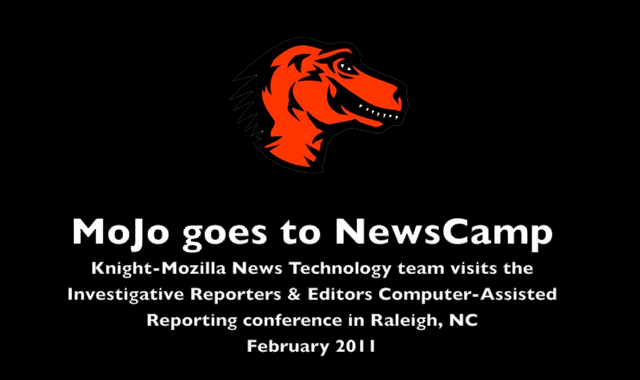 MoJo goes to NewsCamp
Knight-Mozilla News Technology team visits the
Investigative Reporters & Editors Computer-Assisted
Reporting conference in Raleigh, NC
February 2011